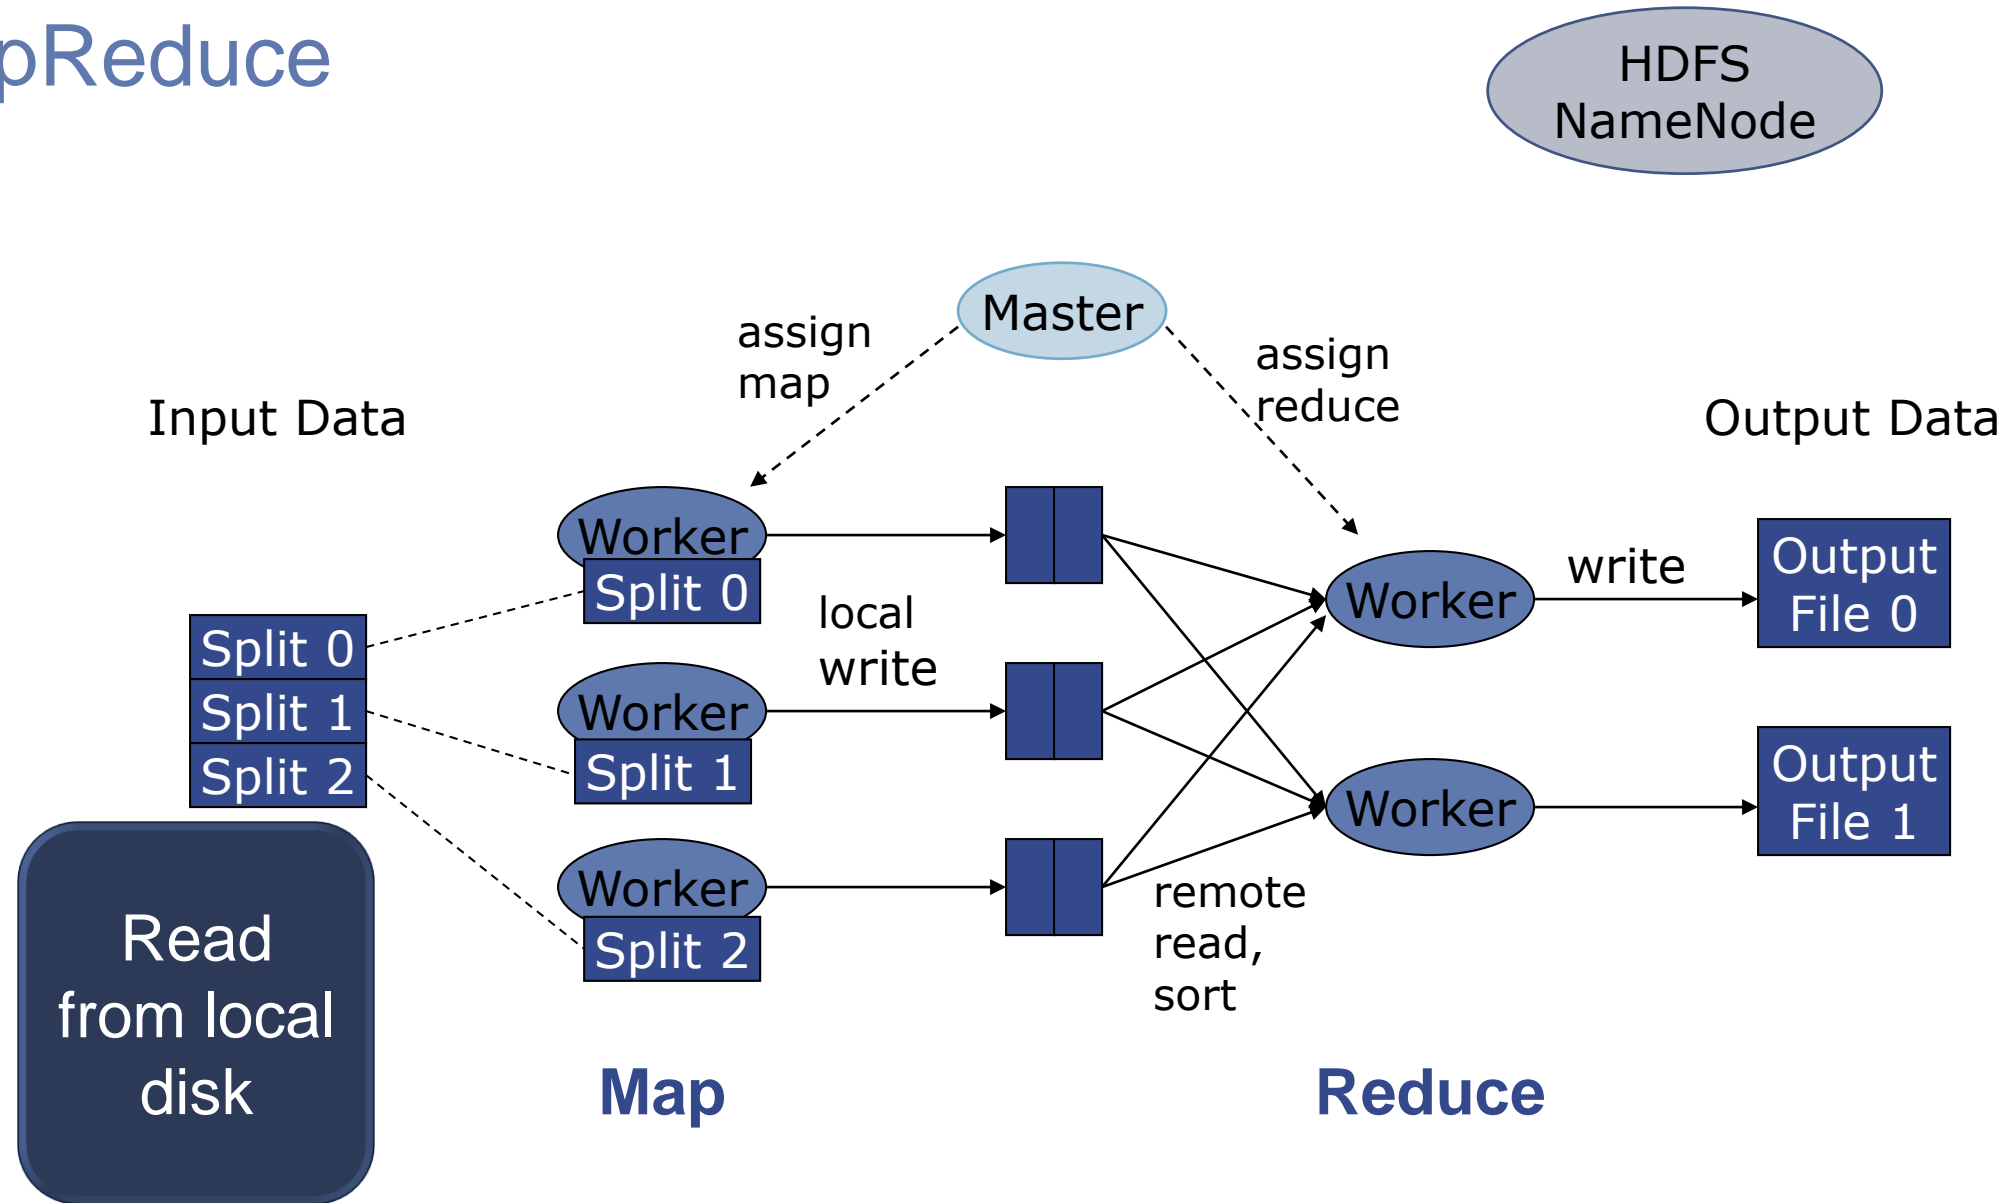 pReduce
HDFS
NameNode
Master
assign
map
assign
reduce
Input Data
Output Data
Worker
Split 0
Split 0
Split 1
Split 2
local
write
Worker
Split 1
Worker
Split 2
Worker
write
Output
File 0
Worker
Output
File 1
remote
read,
sort
Read
from local
disk
Map
Reduce